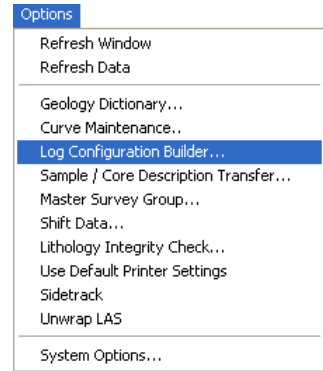 Options
Refresh Window
Refresh Data
Geology Dictionary...
Curve Maintenance..
Log Configuration Builder...
Sample / Core Description Transfer...
Master Survey Group...
Shift Data...
Lithology Integrity Check...
Use Default Printer Settings
Sidetrack
Unwrap LAS
System Options...